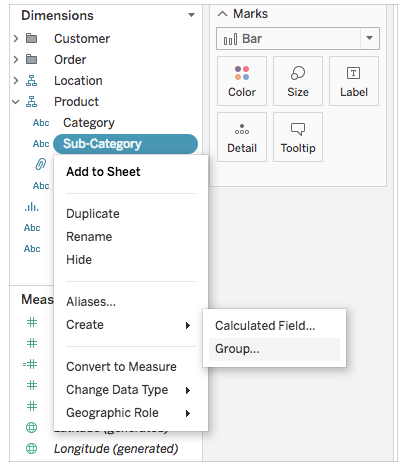 Dimensions
Customer
Order
Location
Product
Abc Category
Abc Sub-Category
Abc
Abc
Abc
Add to Sheet
Duplicate
Rename
Hide
Aliases...
Create
Convert to Measure
Change Data Type
Geographic Role
Calculated Field...
Group...
Meas
Latitude (generated)
Longitude (generated)
Marks
Bar
Color
Size
T
Label
Detail
Tooltip